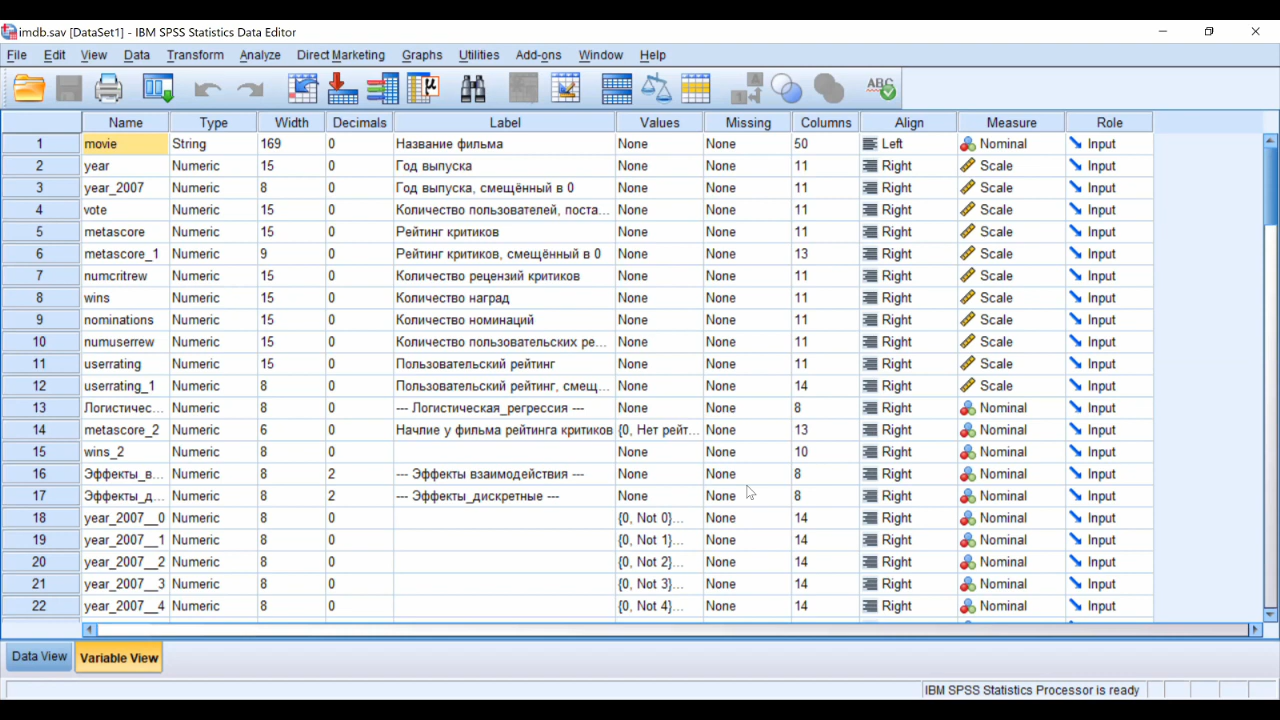 imdb.sav [DataSet1] - IBM SPSS Statistics Data Editor
File Edit View Data Transform Analyze Direct Marketing Graphs Utilities Add-ons Window Help
Name Type Width Decimals Label Values Missing Columns Align Measure Role
1 movie String 169 0 Название фильма None None 50 Left Nominal Input
2 year Numeric 15 0 Год выпуска None None 11 Right Scale Input
3 year_2007 Numeric 8 0 Год выпуска, смещённый в 0 None None 11 Right Scale Input
4 vote Numeric 15 0 Количество пользователей, поста... None None 11 Right Scale Input
5 metascore Numeric 15 0 Рейтинг критиков None None 11 Right Scale Input
6 metascore_1 Numeric 9 0 Рейтинг критиков, смещённый в 0 None None 13 Right Scale Input
7 numcritrew Numeric 15 0 Количество рецензий критиков None None 11 Right Scale Input
8 wins Numeric 15 0 Количество наград None None 11 Right Scale Input
9 nominations Numeric 15 0 Количество номинаций None None 11 Right Scale Input
10 numuserrew Numeric 15 0 Количество пользовательских ре... None None 11 Right Scale Input
11 userrating Numeric 15 0 Пользовательский рейтинг None None 11 Right Scale Input
12 userrating_1 Numeric 8 0 Пользовательский рейтинг, смещ... None None 14 Right Scale Input
13 Логистичес... Numeric 8 0 --- Логистическая_регрессия --- None None 8 Right Nominal Input
14 metascore_2 Numeric 6 0 Начлие у фильма рейтинга критиков {0, Нет рейт... None 13 Right Nominal Input
15 wins_2 Numeric 8 0 None None 10 Right Nominal Input
16 Эффекты_в... Numeric 8 2 --- Эффекты взаимодействия --- None None 8 Right Nominal Input
17 Эффекты_д... Numeric 8 2 --- Эффекты_дискретные --- None None 8 Right Nominal Input
18 year_2007__0 Numeric 8 0 {0, Not 0}... None 14 Right Nominal Input
19 year_2007__1 Numeric 8 0 {0, Not 1}... None 14 Right Nominal Input
20 year_2007__2 Numeric 8 0 {0, Not 2}... None 14 Right Nominal Input
21 year_2007__3 Numeric 8 0 {0, Not 3}... None 14 Right Nominal Input
22 year_2007__4 Numeric 8 0 {0, Not 4}... None 14 Right Nominal Input
Data View Variable View
IBM SPSS Statistics Processor is ready